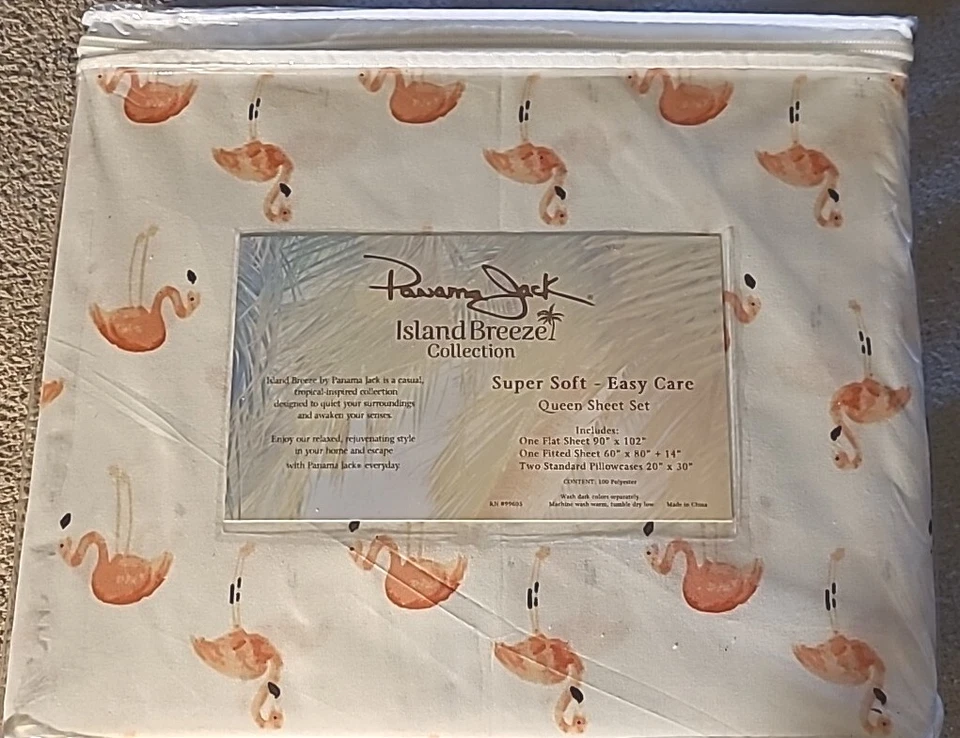 Panama Jack®
Island Breeze
Collection
Island Breeze by Panama Jack is a casual,
tropical-inspired collection
designed to quiet your surroundings
and awaken your senses.
Enjoy our relaxed, rejuvenating style
in your home and escape
with Panama Jack® everyday.
Super Soft - Easy Care
Queen Sheet Set
Includes:
One Flat Sheet 90" x 102"
One Fitted Sheet 60" x 80" + 14"
Two Standard Pillowcases 20" x 30"
CONTENT: 100 Polyester
Wash dark colors separately
RN #99605 Machine wash warm, tumble dry low Made in China